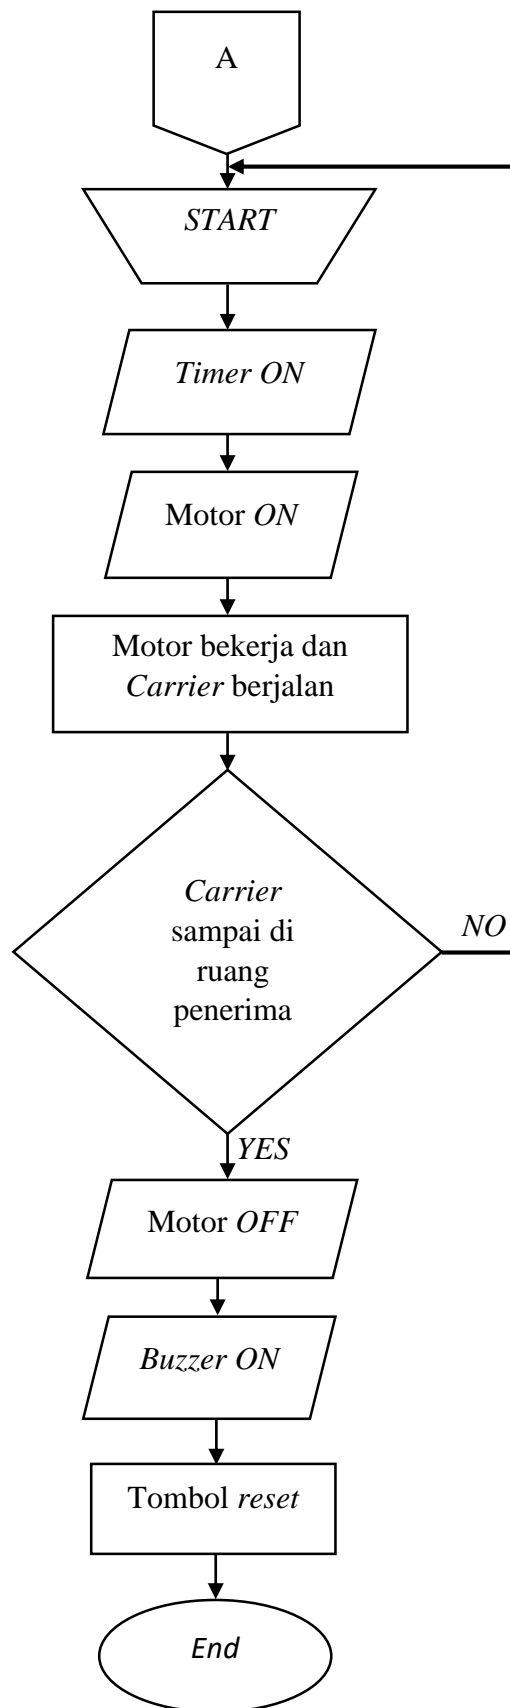 A
START
Timer ON
Motor ON
Motor bekerja dan
Carrier berjalan
Carrier
sampai di
ruang
penerima
NO
YES
Motor OFF
Buzzer ON
Tombol reset
End